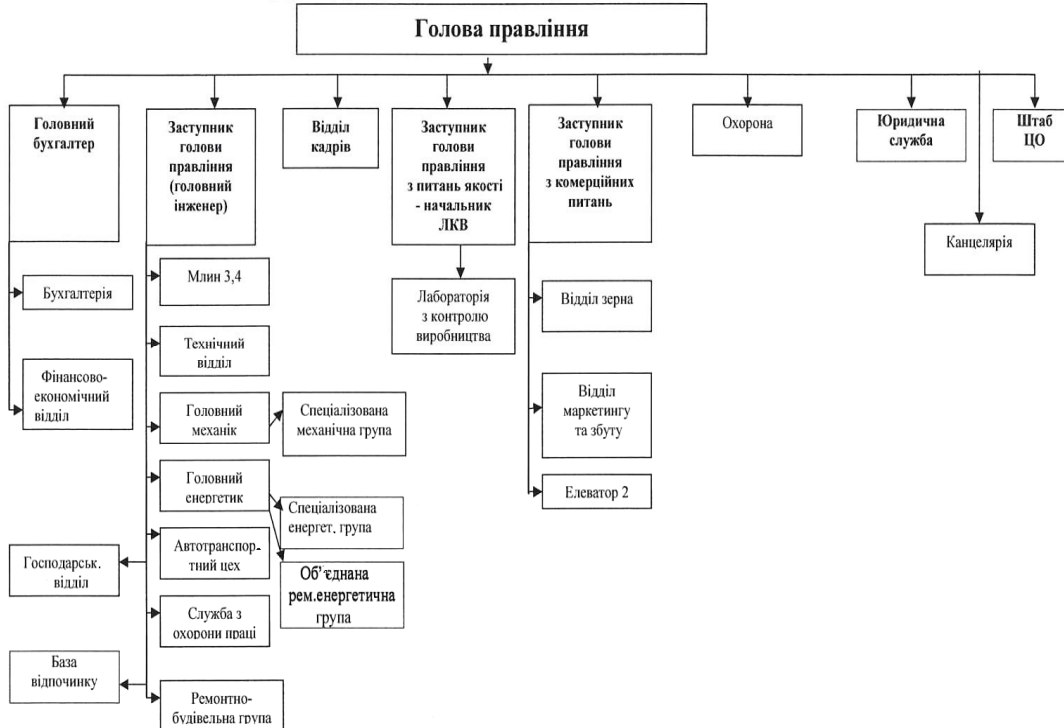 Голова правління
Головний
бухгалтер
Заступник
голови
правління
(головний
інженер)
Відділ
кадрів
Заступник
голови
правління
з питань якості
- начальник
ЛКВ
Заступник
голови
правління
з комерційних
питань
Охорона
Юридична
служба
Штаб
ЦО
Канцелярія
Бухгалтерія
Фінансово-
економічний
відділ
Млин 3,4
Технічний
відділ
Головний
механік
Спеціалізована
механічна група
Головний
енергетик
Спеціалізована
енергет. група
Об'єднана
рем.енергетична
група
Автотранспор-
тний цех
Господарськ.
відділ
Служба з
охорони праці
База
відпочинку
Ремонтно-
будівельна група
Лабораторія
з контролю
виробництва
Відділ зерна
Відділ
маркетингу
та збуту
Елеватор 2